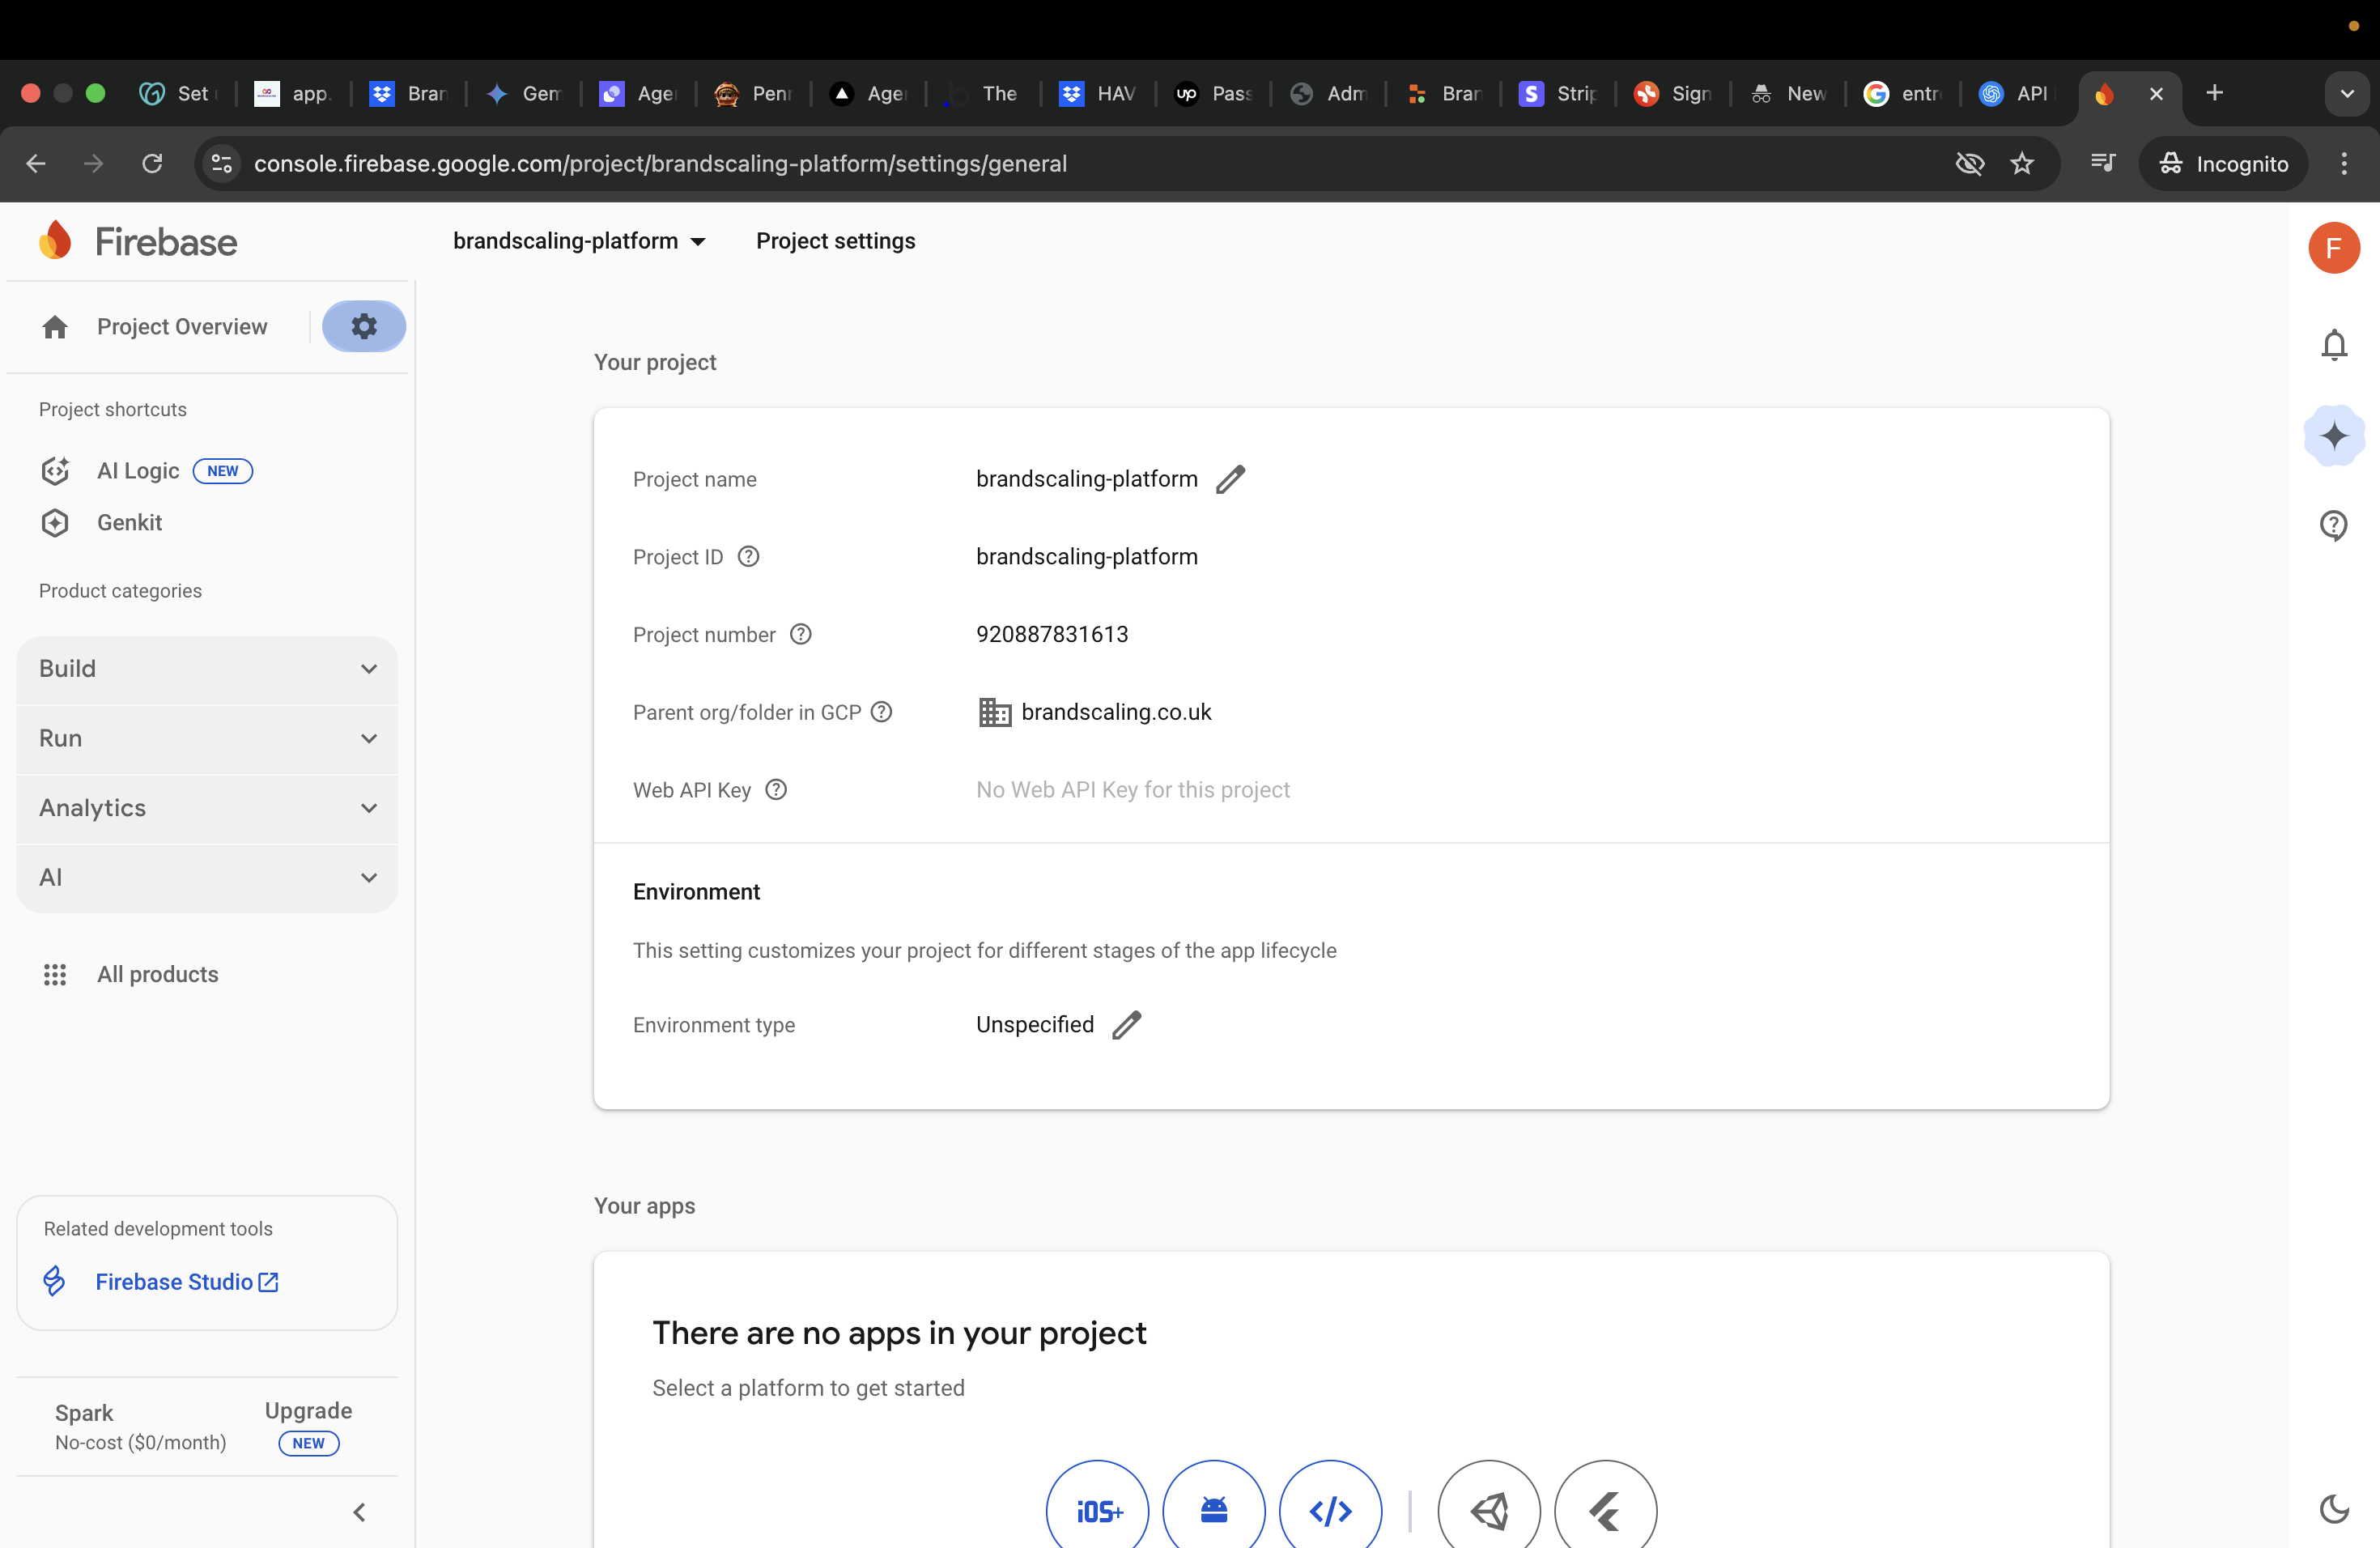 Set
app.
Bran
Gem
Age
Penn
Age
The
HAV
up
Pass
Adm
Bran
S
Strip
Sign
New
entr
API
console.firebase.google.com/project/brandscaling-platform/settings/general
Incognito
Firebase
brandscaling-platform
Project settings
F
Project Overview
Project shortcuts
AI Logic
NEW
Genkit
Product categories
Build
Run
Analytics
AI
All products
Related development tools
Firebase Studio
Spark
No-cost ($0/month)
Upgrade
NEW
Your project
Project name
brandscaling-platform
Project ID
brandscaling-platform
Project number
920887831613
Parent org/folder in GCP
brandscaling.co.uk
Web API Key
No Web API Key for this project
Environment
This setting customizes your project for different stages of the app lifecycle
Environment type
Unspecified
Your apps
There are no apps in your project
Select a platform to get started
iOS+